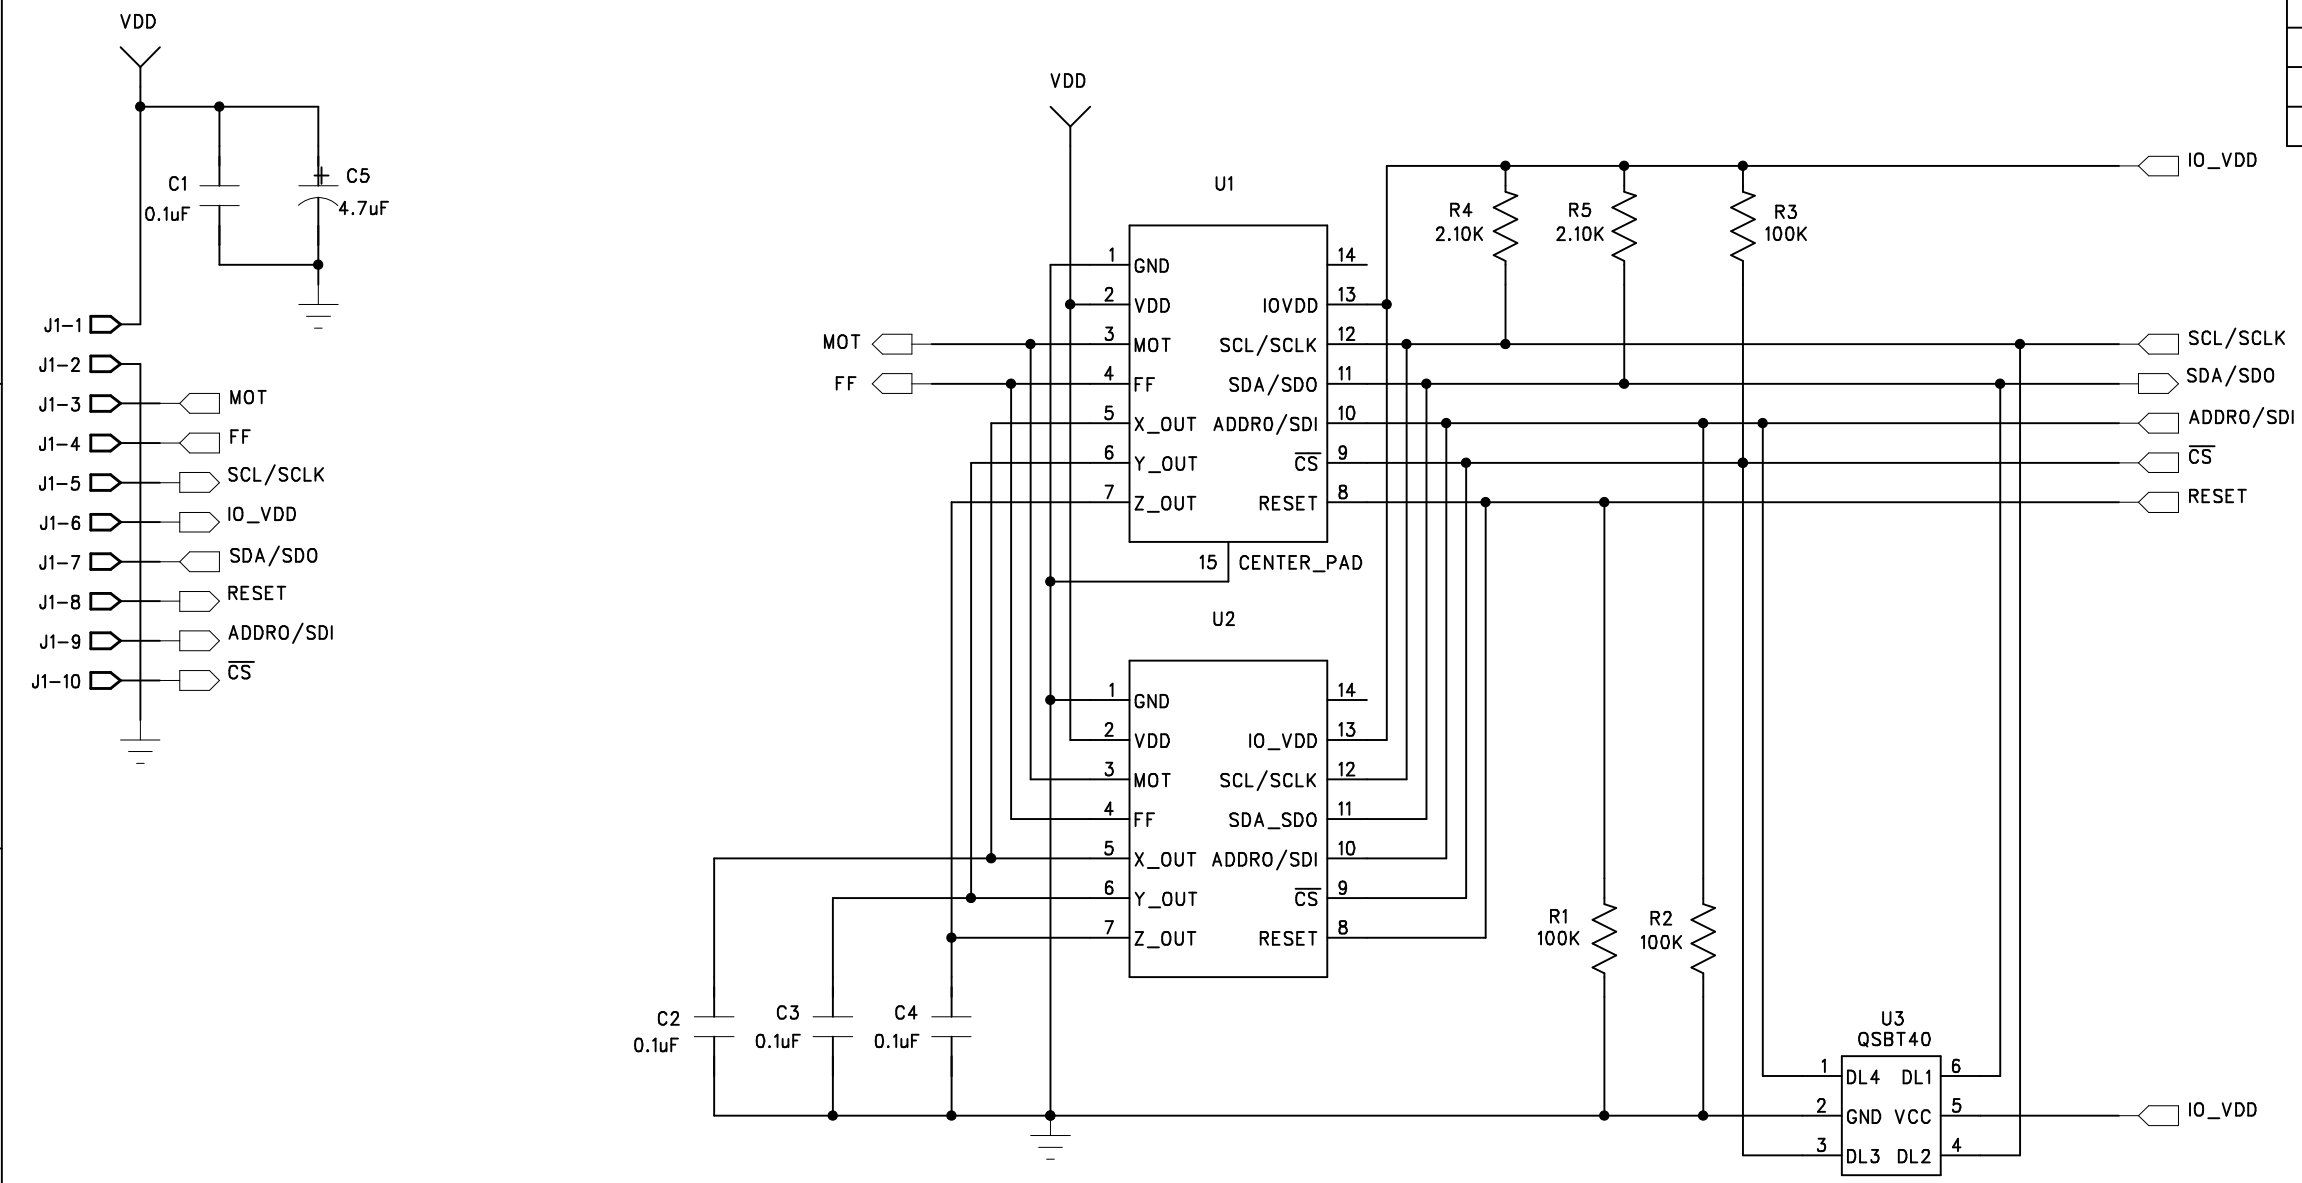 VDD
C1
0.1uF
C5
4.7uF
J1-1
J1-2
J1-3 MOT
J1-4 FF
J1-5 SCL/SCLK
J1-6 IO_VDD
J1-7 SDA/SDO
J1-8 RESET
J1-9 ADDR0/SDI
J1-10 CS
VDD
MOT
FF
U1
1 GND
2 VDD
3 MOT
4 FF
5 X_OUT
6 Y_OUT
7 Z_OUT
14
IOVDD 13
SCL/SCLK 12
SDA/SDO 11
ADDR0/SDI 10
CS 9
RESET 8
15 CENTER_PAD
U2
1 GND
2 VDD
3 MOT
4 FF
5 X_OUT
6 Y_OUT
7 Z_OUT
14
IO_VDD 13
SCL/SCLK 12
SDA_SDO 11
ADDR0/SDI 10
CS 9
RESET 8
C2
0.1uF
C3
0.1uF
C4
0.1uF
R4
2.10K
R5
2.10K
R3
100K
IO_VDD
SCL/SCLK
SDA/SDO
ADDR0/SDI
CS
RESET
R1
100K
R2
100K
U3
QSBT40
1 DL4 DL1 6
2 GND VCC 5
3 DL3 DL2 4
IO_VDD